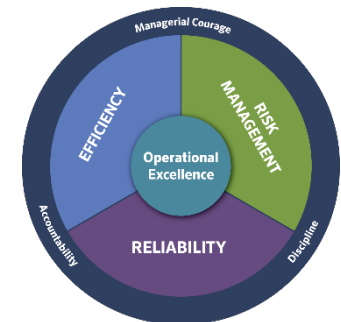 Managerial Courage
EFFICIENCY
RISK
MANAGEMENT
Operational
Excellence
RELIABILITY
Accountability
Discipline